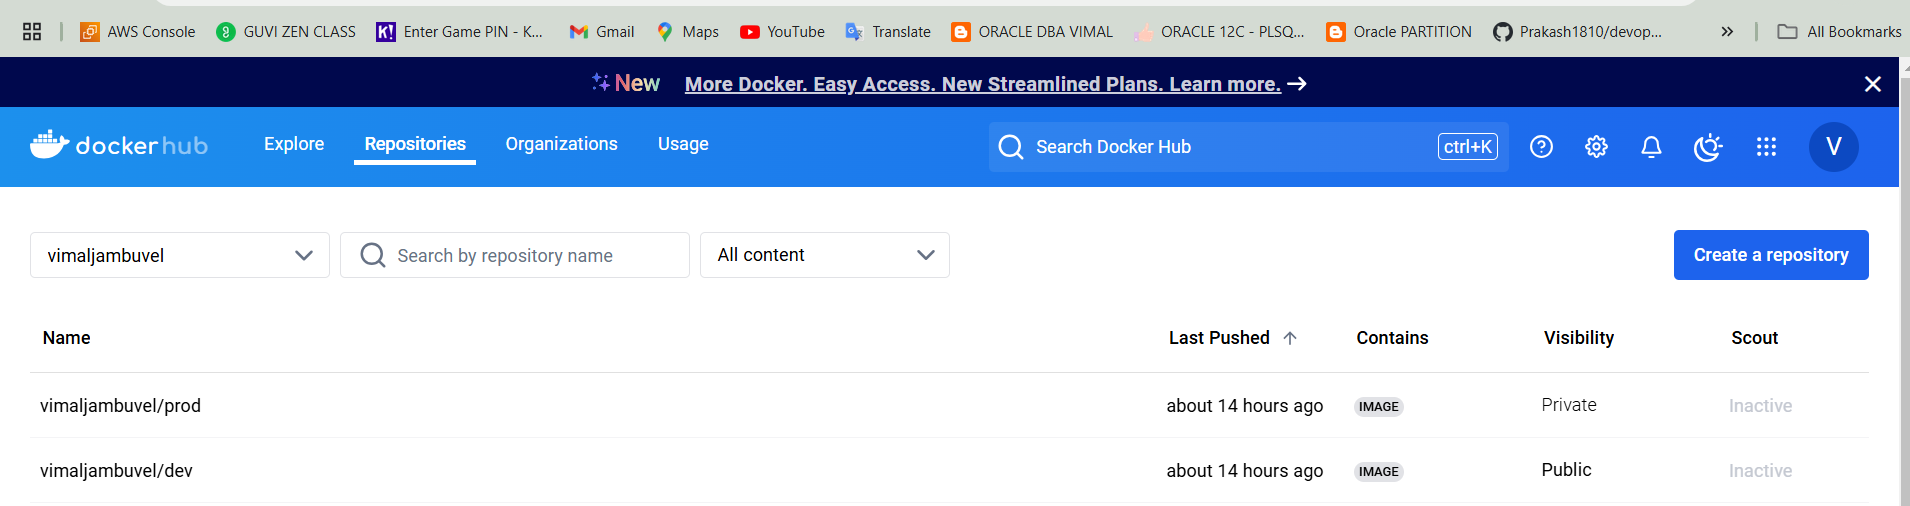 AWS Console GUVI ZEN CLASS Enter Game PIN - K... Gmail Maps YouTube Translate ORACLE DBA VIMAL ORACLE 12C - PLSQ... Oracle PARTITION Prakash1810/devop... » All Bookmarks
New More Docker. Easy Access. New Streamlined Plans. Learn more. →
docker hub Explore Repositories Organizations Usage Search Docker Hub ctrl+K V
vimaljambuvel Search by repository name All content Create a repository
Name Last Pushed ↑ Contains Visibility Scout
vimaljambuvel/prod about 14 hours ago IMAGE Private Inactive
vimaljambuvel/dev about 14 hours ago IMAGE Public Inactive